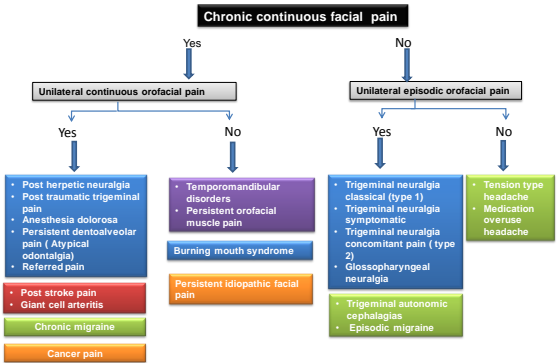 Chronic continuous facial pain
Yes
No
Unilateral continuous orofacial pain
Unilateral episodic orofacial pain
Yes
No
Yes
No
• Post herpetic neuralgia
• Post traumatic trigeminal
pain
• Anesthesia dolorosa
• Persistent dentoalveolar
pain ( Atypical
odontalgia)
• Referred pain
• Post stroke pain
• Giant cell arteritis
Chronic migraine
Cancer pain
• Temporomandibular
disorders
• Persistent orofacial
muscle pain
Burning mouth syndrome
Persistent idiopathic facial
pain
• Trigeminal neuralgia
classical (type 1)
• Trigeminal neuralgia
symptomatic
• Trigeminal neuralgia
concomitant pain ( type
2)
• Glossopharyngeal
neuralgia
• Trigeminal autonomic
cephalagias
• Episodic migraine
• Tension type
headache
• Medication
overuse
headache